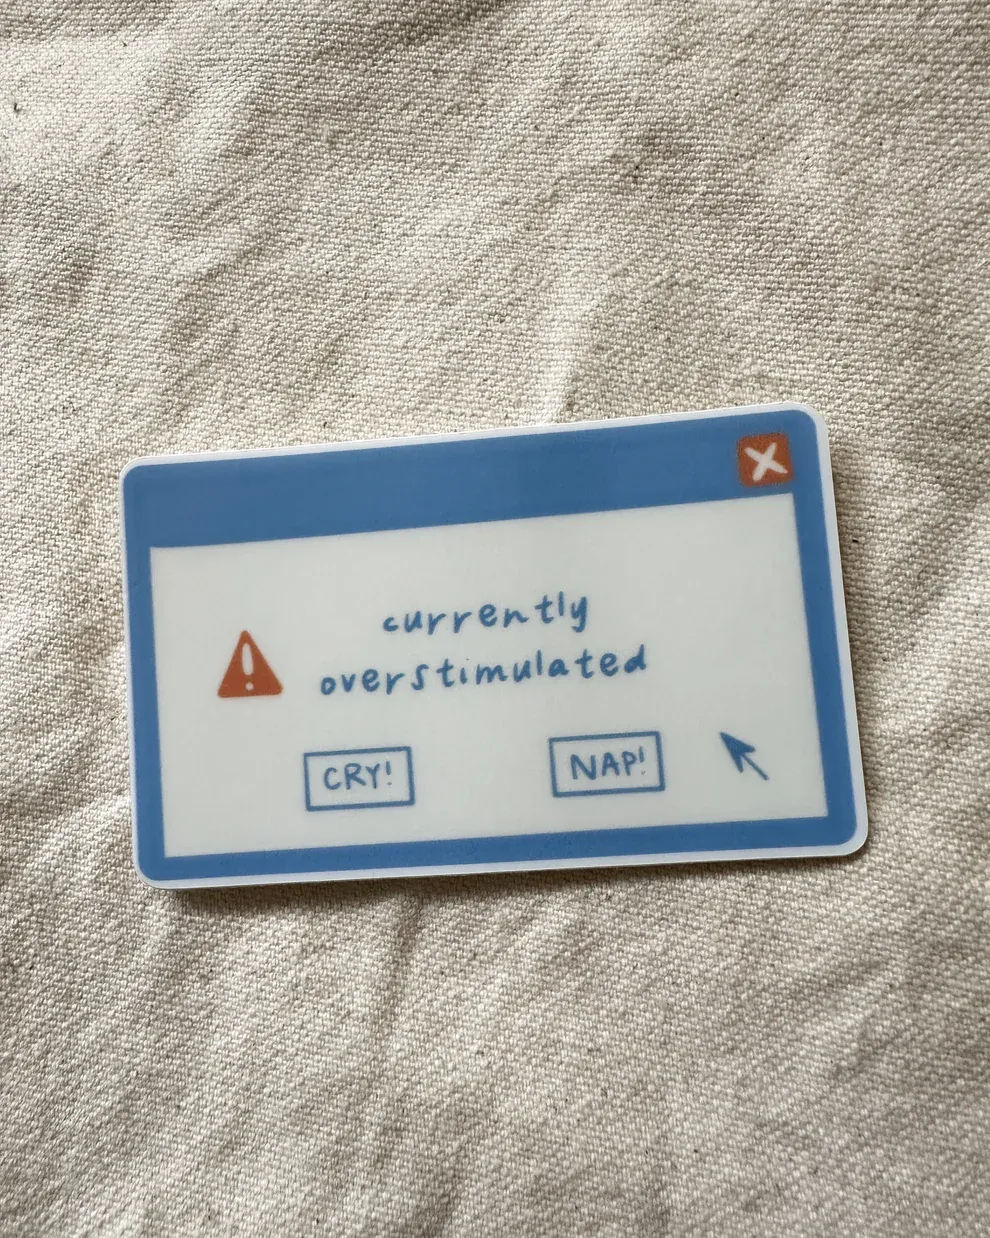 currently
overstimulated
CRY! NAP!